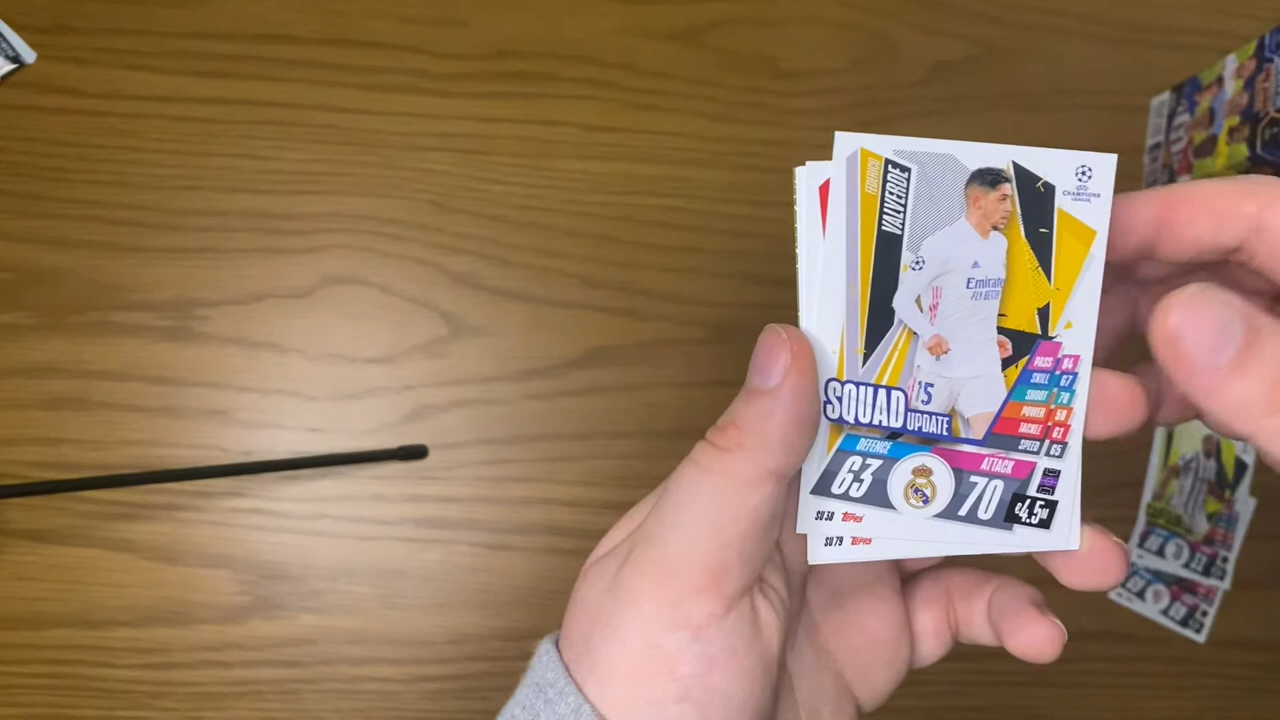 FEDERICO
VALVERDE
CHAMPIONS
LEAGUE
Emirates
FLY BETTER
15
SQUAD
UPDATE
PASS 84
SKILL 67
SHOOT 70
POWER 58
TACKLE 61
SPEED 65
DEFENCE
63
ATTACK
70
€4.5M
SU 38 Topps
SU 79 Topps